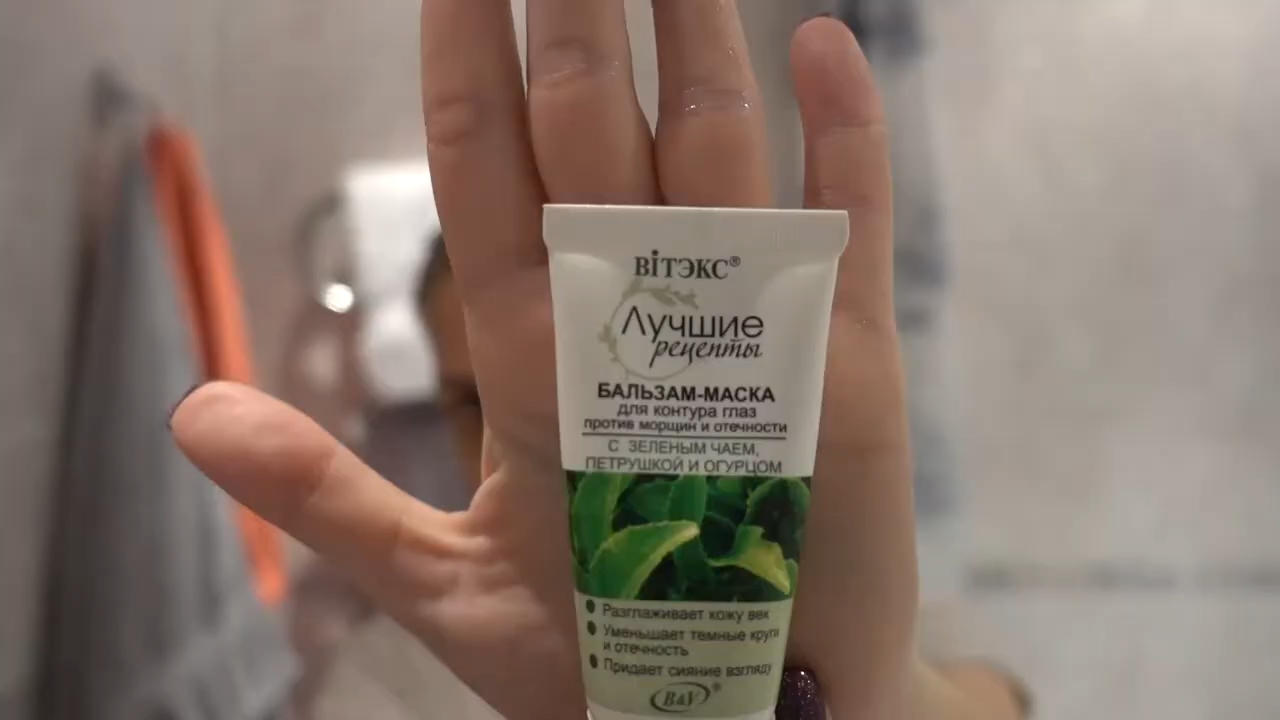 ВІТЭКС®
Лучшие
рецепты
БАЛЬЗАМ-МАСКА
для контура глаз
против морщин и отечности
С ЗЕЛЕНЫМ ЧАЕМ,
ПЕТРУШКОЙ И ОГУРЦОМ
Разглаживает кожу век
Уменьшает темные круги
и отечность
Придает сияние взгляду
B&V®